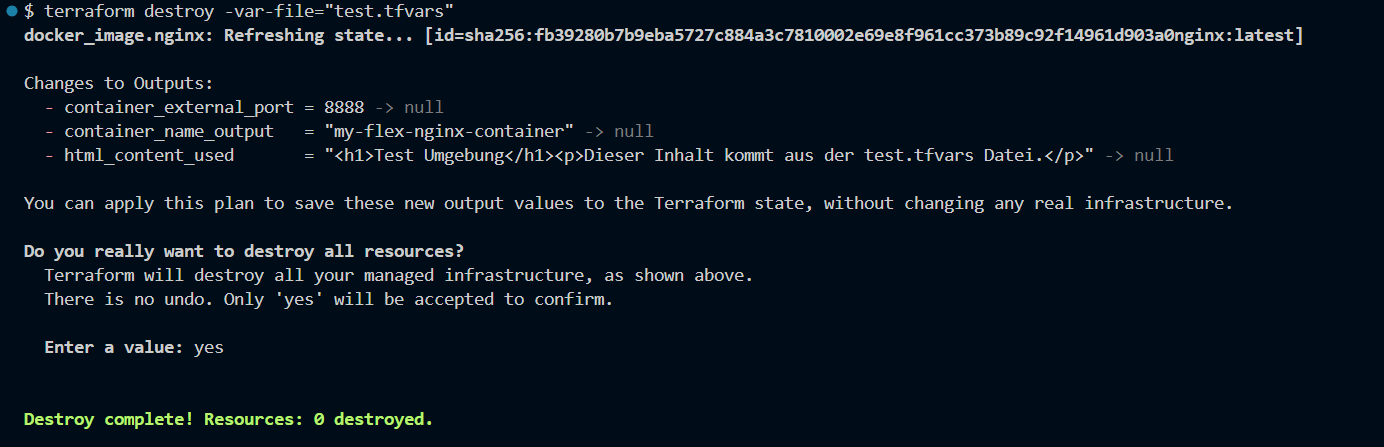 $ terraform destroy -var-file="test.tfvars"
docker_image.nginx: Refreshing state... [id=sha256:fb39280b7b9eba5727c884a3c7810002e69e8f961cc373b89c92f14961d903a0nginx:latest]
Changes to Outputs:
- container_external_port = 8888 -> null
- container_name_output   = "my-flex-nginx-container" -> null
- html_content_used       = "<h1>Test Umgebung</h1><p>Dieser Inhalt kommt aus der test.tfvars Datei.</p>" -> null
You can apply this plan to save these new output values to the Terraform state, without changing any real infrastructure.
Do you really want to destroy all resources?
Terraform will destroy all your managed infrastructure, as shown above.
There is no undo. Only 'yes' will be accepted to confirm.
Enter a value: yes
Destroy complete! Resources: 0 destroyed.